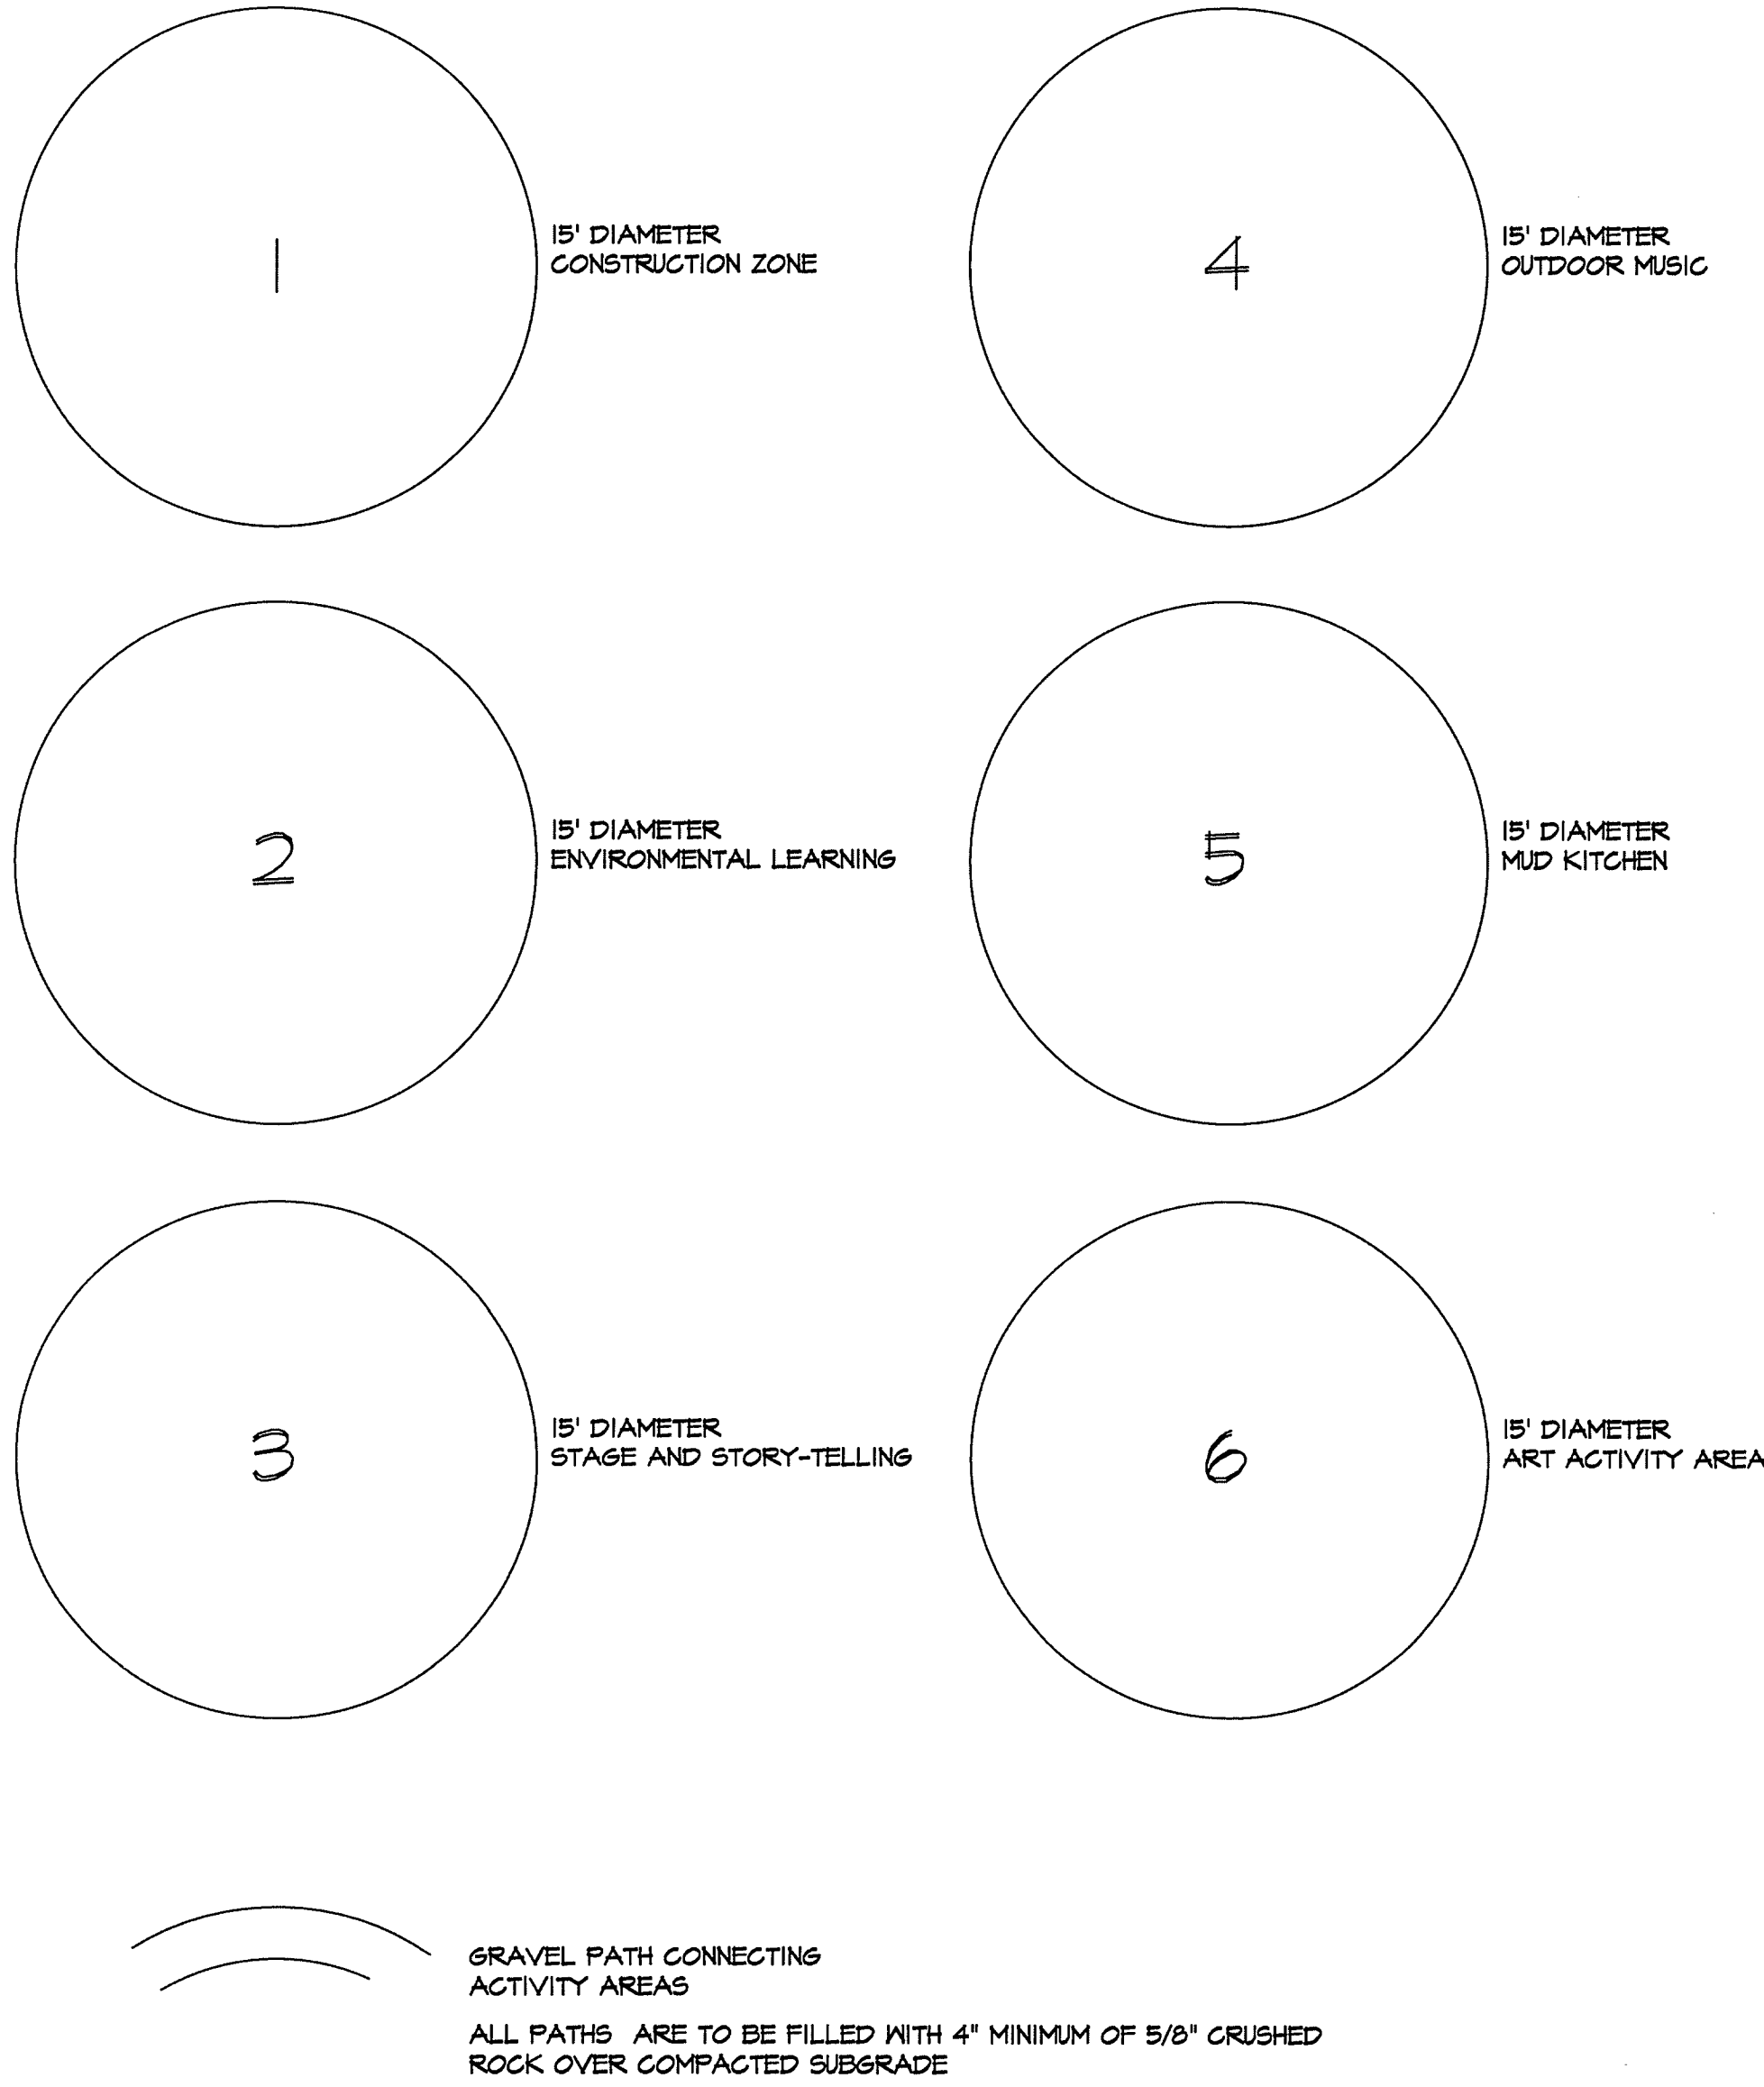 1
15' DIAMETER
CONSTRUCTION ZONE
4
15' DIAMETER
OUTDOOR MUSIC
2
15' DIAMETER
ENVIRONMENTAL LEARNING
5
15' DIAMETER
MUD KITCHEN
3
15' DIAMETER
STAGE AND STORY-TELLING
6
15' DIAMETER
ART ACTIVITY AREA
GRAVEL PATH CONNECTING
ACTIVITY AREAS
ALL PATHS ARE TO BE FILLED WITH 4" MINIMUM OF 5/8" CRUSHED
ROCK OVER COMPACTED SUBGRADE